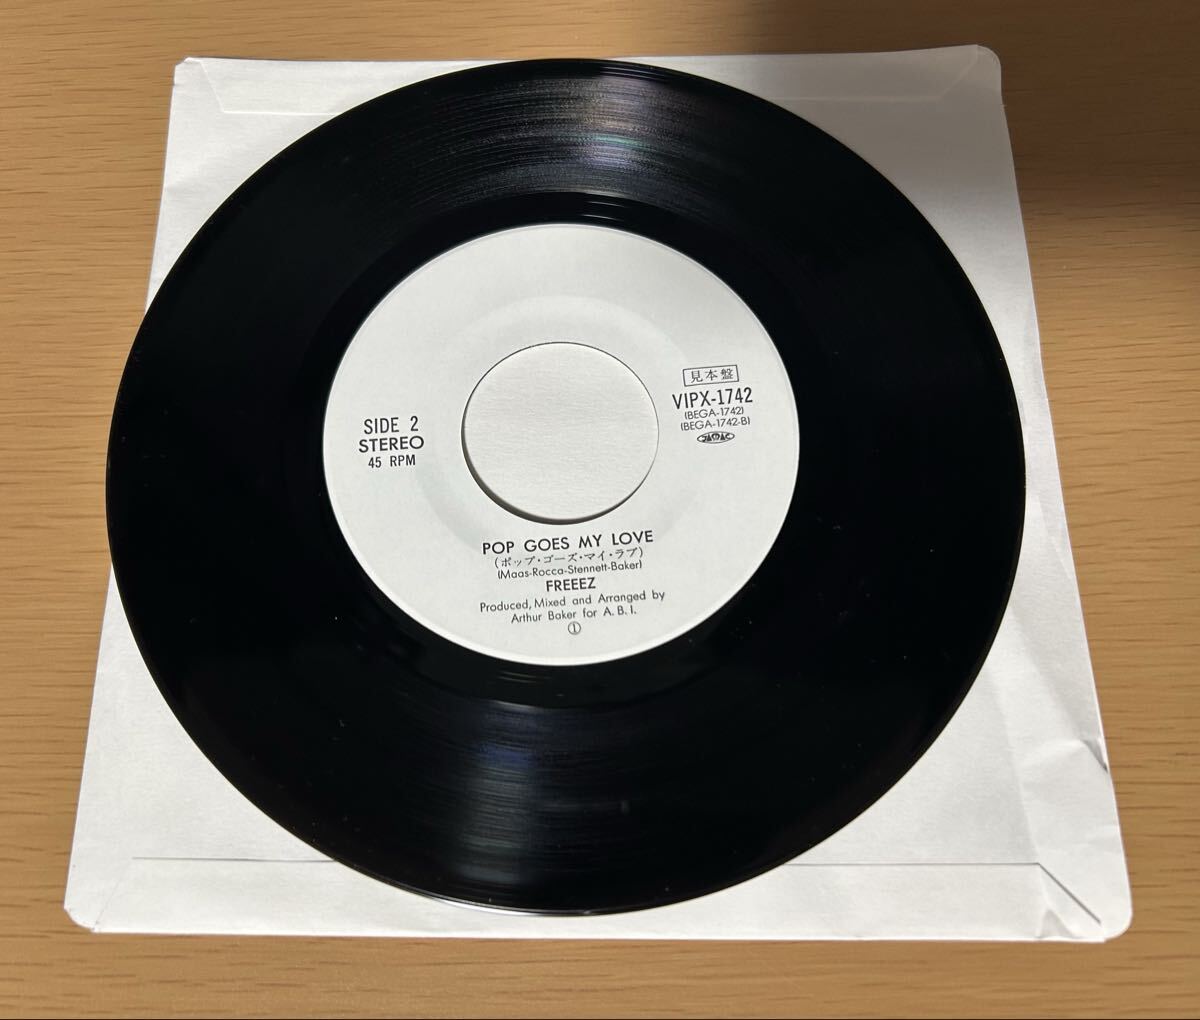 SIDE 2
STEREO
45 RPM
見本盤
VIPX-1742
(BEGA-1742)
(BEGA-1742-B)
POP GOES MY LOVE
(ポップ・ゴーズ・マイ・ラブ)
(Maas-Rocca-Stennett-Baker)
FREEEZ
Produced, Mixed and Arranged by
Arthur Baker for A. B. I.
①